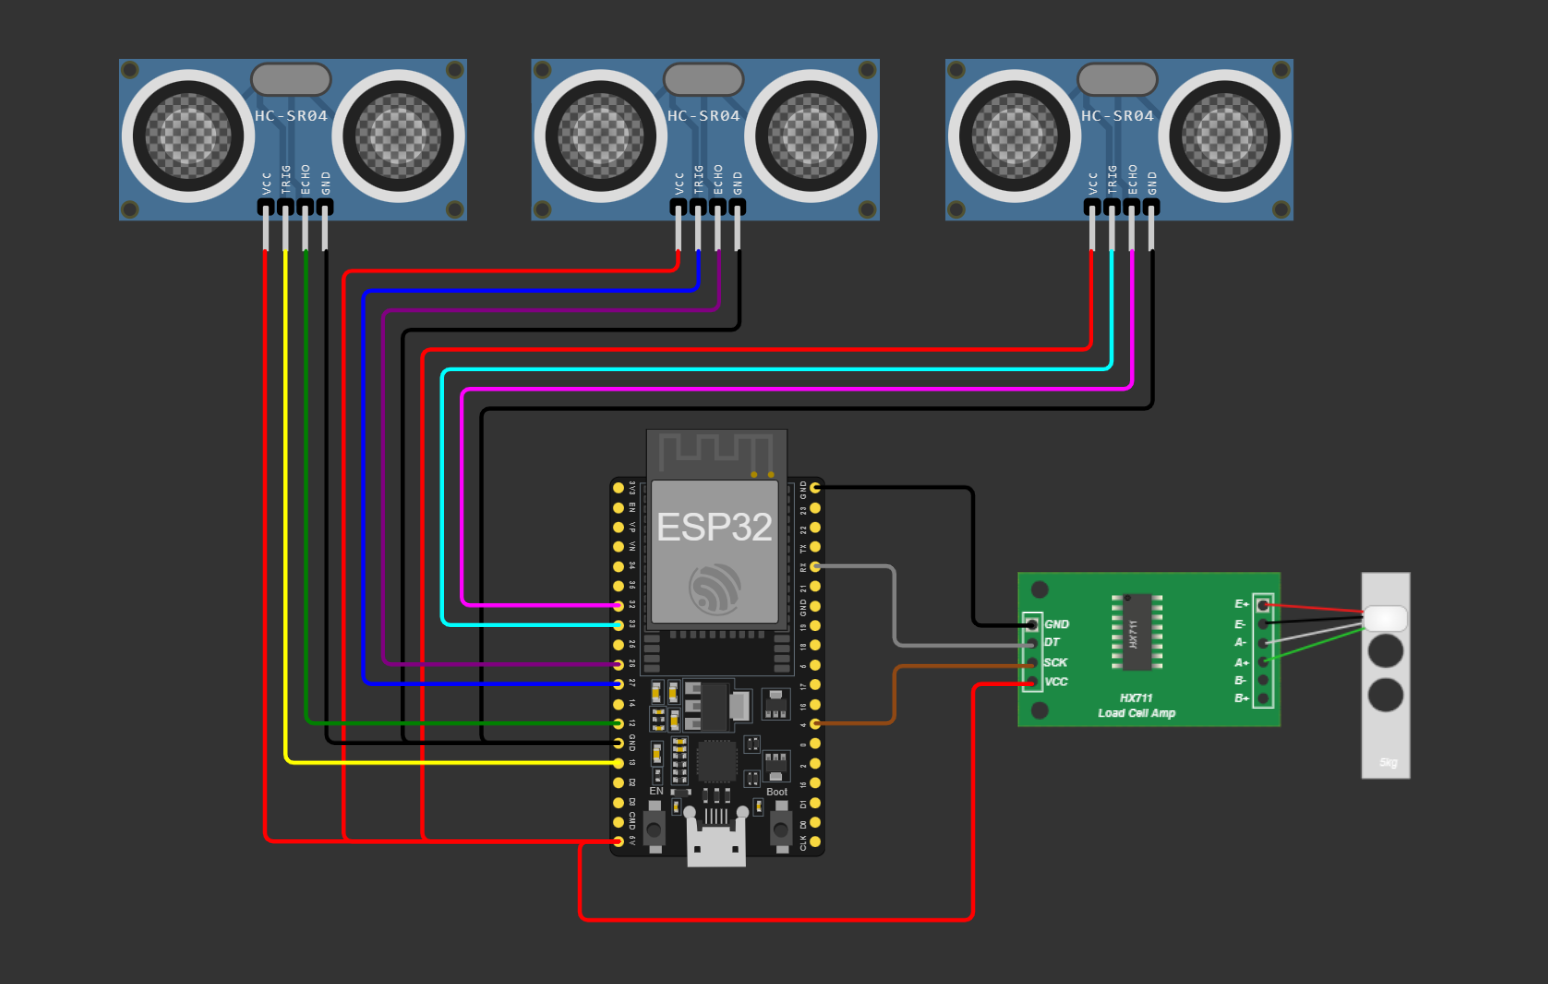 HC-SR04
VCC
TRIG
ECHO
GND
HC-SR04
VCC
TRIG
ECHO
GND
HC-SR04
VCC
TRIG
ECHO
GND
ESP32
3V3
EN
VP
VN
34
35
32
33
25
26
27
14
12
GND
13
D2
D3
CMD
5V
GND
23
22
TX
RX
21
GND
19
18
5
17
16
4
0
2
15
D1
D0
CLK
EN
Boot
GND
DT
SCK
VCC
HX711
E+
E-
A-
A+
B-
B+
HX711
Load Cell Amp
5kg